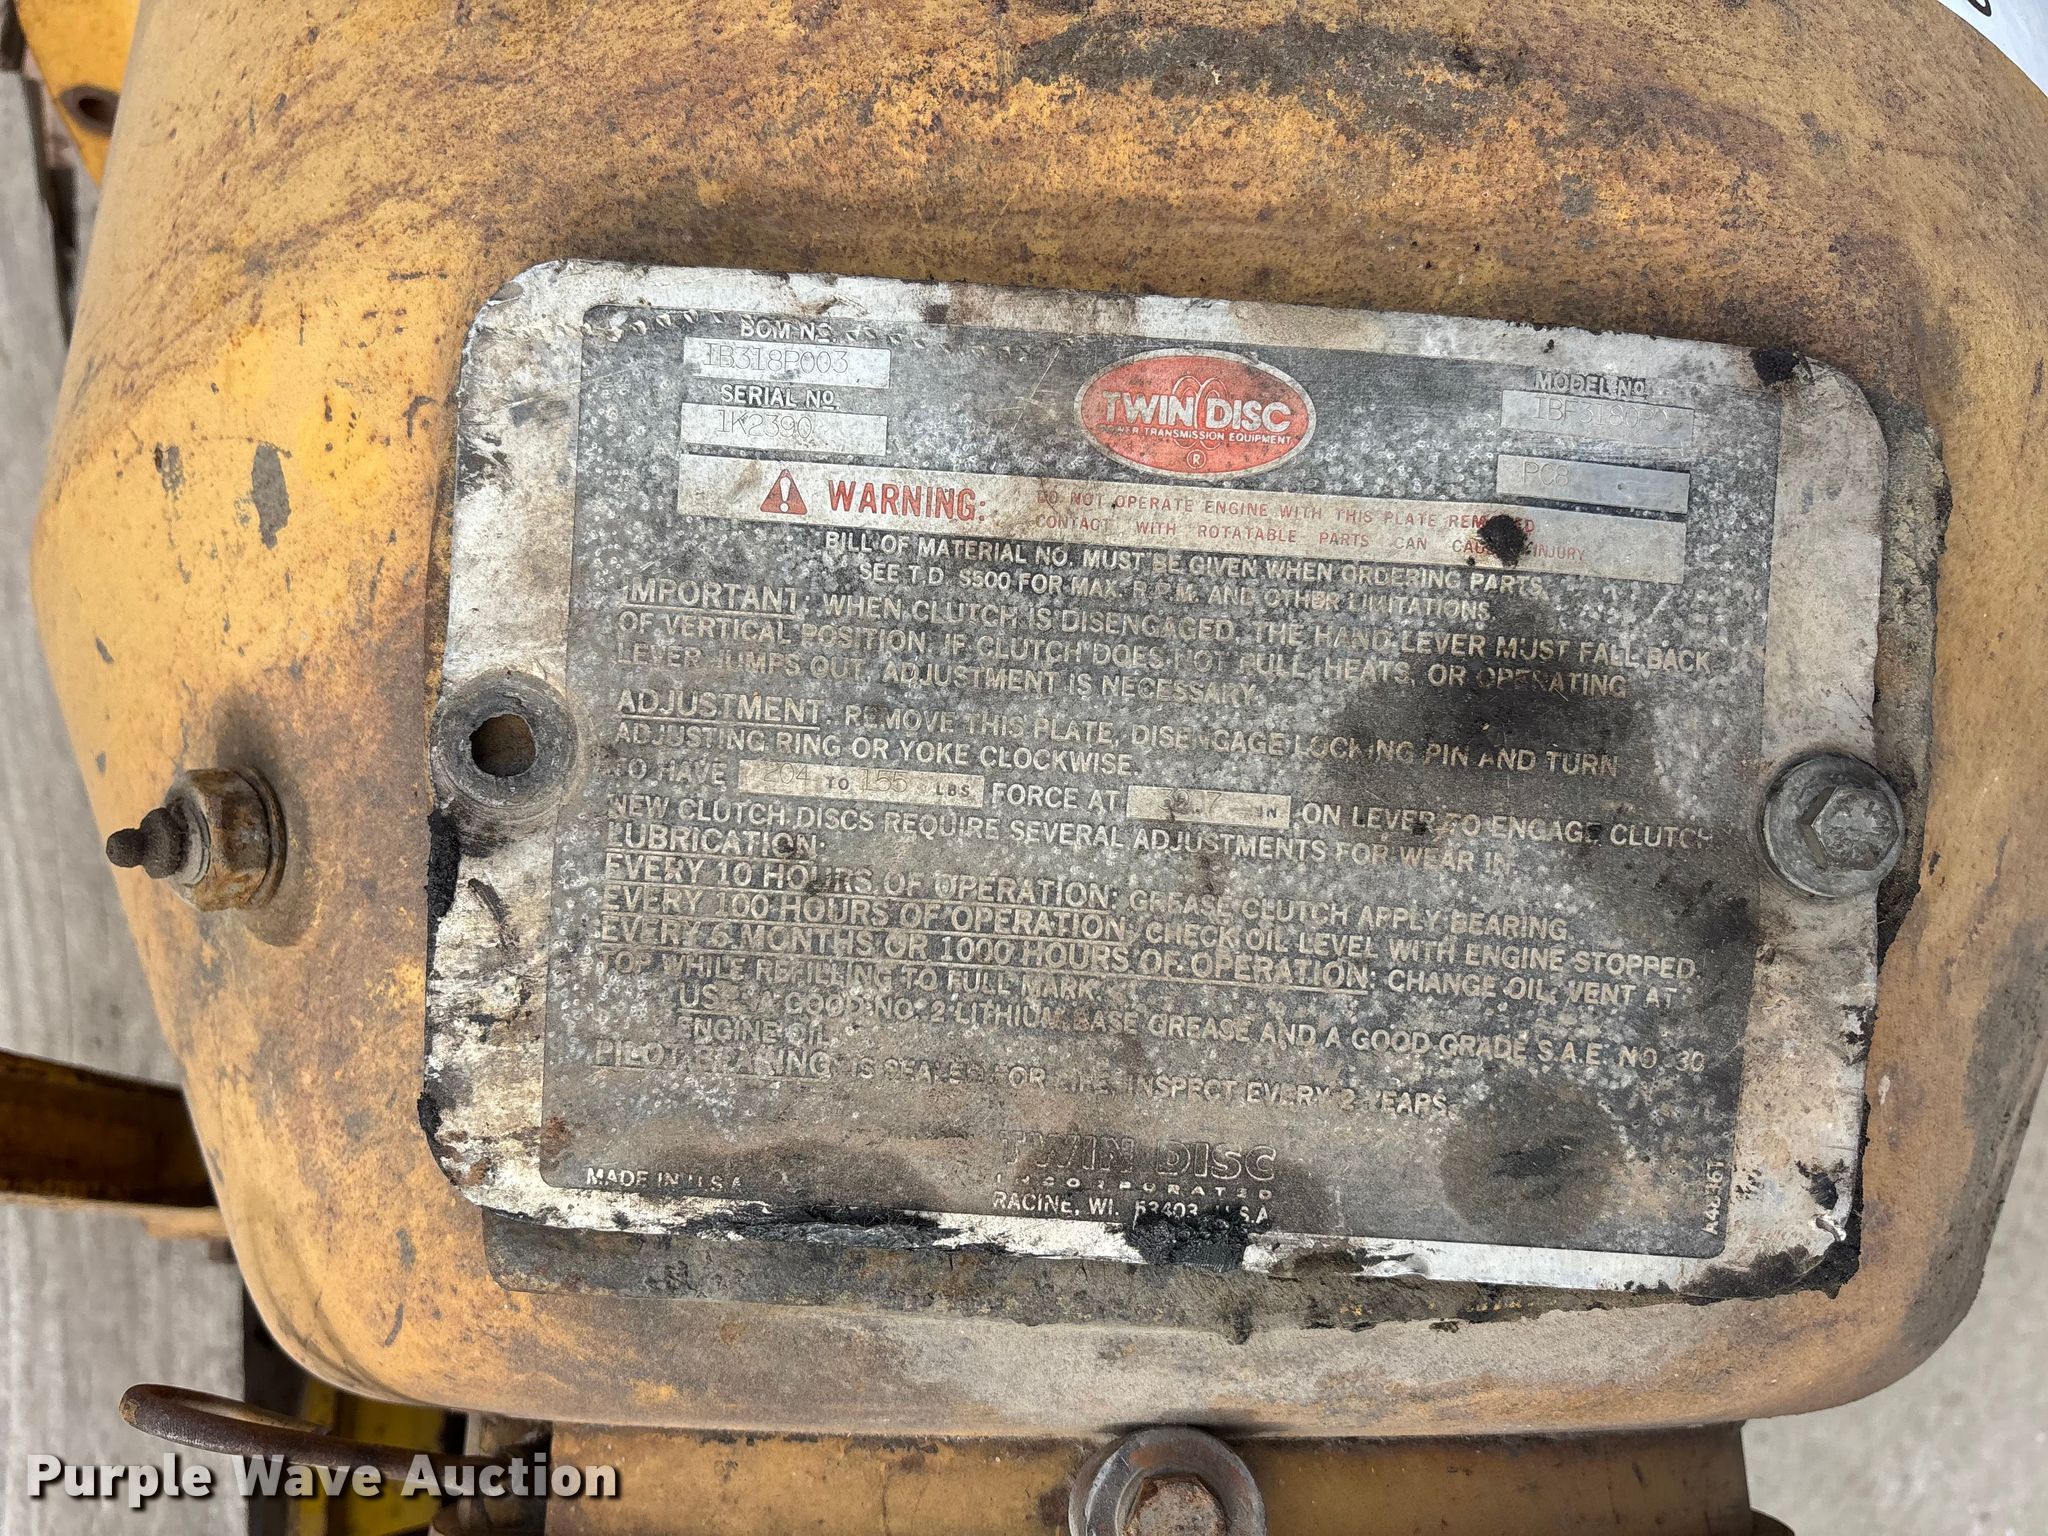 BOM No.
IB318P003
SERIAL No.
1K2390
TWIN DISC
POWER TRANSMISSION EQUIPMENT
®
MODEL No.
PC8
WARNING: DO NOT OPERATE ENGINE WITH THIS PLATE REMOVED
CONTACT WITH ROTATABLE PARTS CAN CAUSE INJURY
BILL OF MATERIAL NO. MUST BE GIVEN WHEN ORDERING PARTS.
SEE T.D. S500 FOR MAX. R.P.M. AND OTHER LIMITATIONS.
IMPORTANT: WHEN CLUTCH IS DISENGAGED, THE HAND LEVER MUST FALL BACK
OF VERTICAL POSITION. IF CLUTCH DOES NOT PULL, HEATS, OR OPERATING
LEVER JUMPS OUT, ADJUSTMENT IS NECESSARY.
ADJUSTMENT: REMOVE THIS PLATE, DISENGAGE LOCKING PIN AND TURN
ADJUSTING RING OR YOKE CLOCKWISE.
TO HAVE 204 TO 155 LBS FORCE AT IN ON LEVER TO ENGAGE CLUTCH
NEW CLUTCH DISCS REQUIRE SEVERAL ADJUSTMENTS FOR WEAR IN.
LUBRICATION:
EVERY 10 HOURS OF OPERATION: GREASE CLUTCH APPLY BEARING.
EVERY 100 HOURS OF OPERATION: CHECK OIL LEVEL WITH ENGINE STOPPED.
EVERY 6 MONTHS OR 1000 HOURS OF OPERATION: CHANGE OIL, VENT AT
TOP WHILE REFILLING TO FULL MARK.
USE: A GOOD NO. 2 LITHIUM BASE GREASE AND A GOOD GRADE S.A.E. NO. 30
ENGINE OIL.
PILOT BEARING: IS SEALED FOR LIFE, INSPECT EVERY 2 YEARS.
TWIN DISC
INCORPORATED
MADE IN U.S.A.
RACINE, WI. 53403 U.S.A
Purple Wave Auction